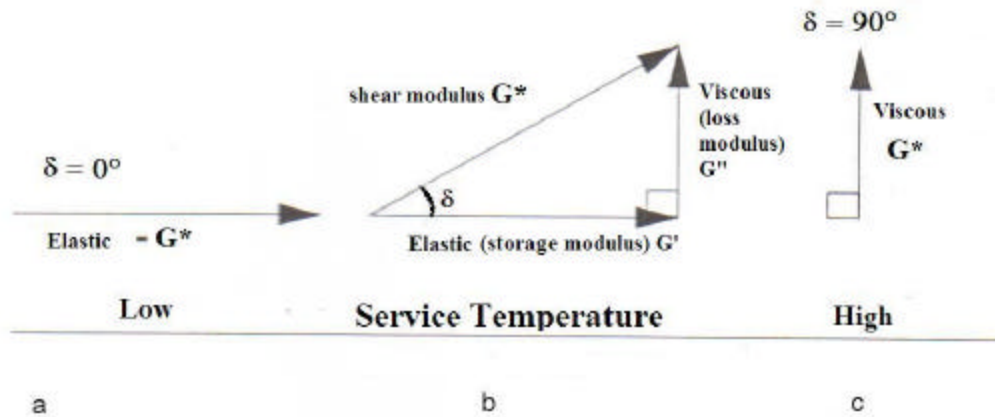 δ = 0°
Elastic - G*
Low
shear modulus G*
δ
Elastic (storage modulus) G'
Viscous
(loss
modulus)
G"
Service Temperature
δ = 90°
Viscous
G*
High
a
b
c